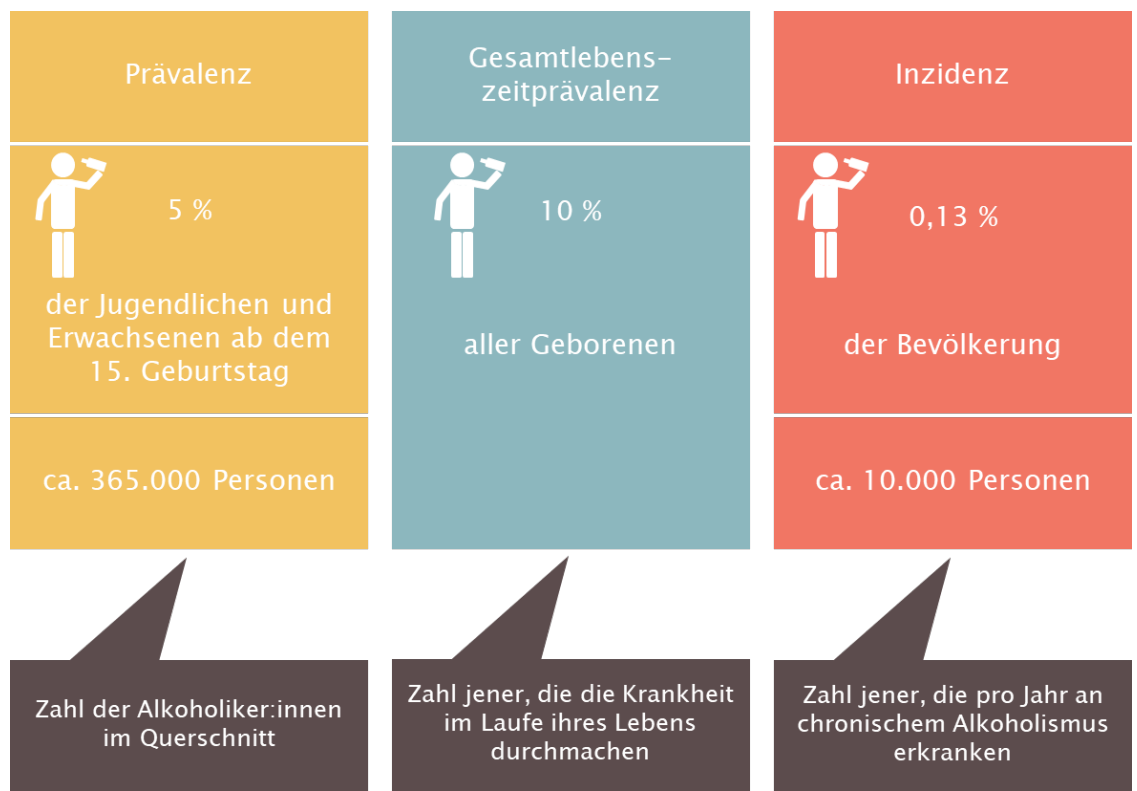 Prävalenz
5 %
der Jugendlichen und
Erwachsenen ab dem
15. Geburtstag
ca. 365.000 Personen
Zahl der Alkoholiker:innen
im Querschnitt
Gesamtlebens-
zeitprävalenz
10 %
aller Geborenen
Zahl jener, die die Krankheit
im Laufe ihres Lebens
durchmachen
Inzidenz
0,13 %
der Bevölkerung
ca. 10.000 Personen
Zahl jener, die pro Jahr an
chronischem Alkoholismus
erkranken